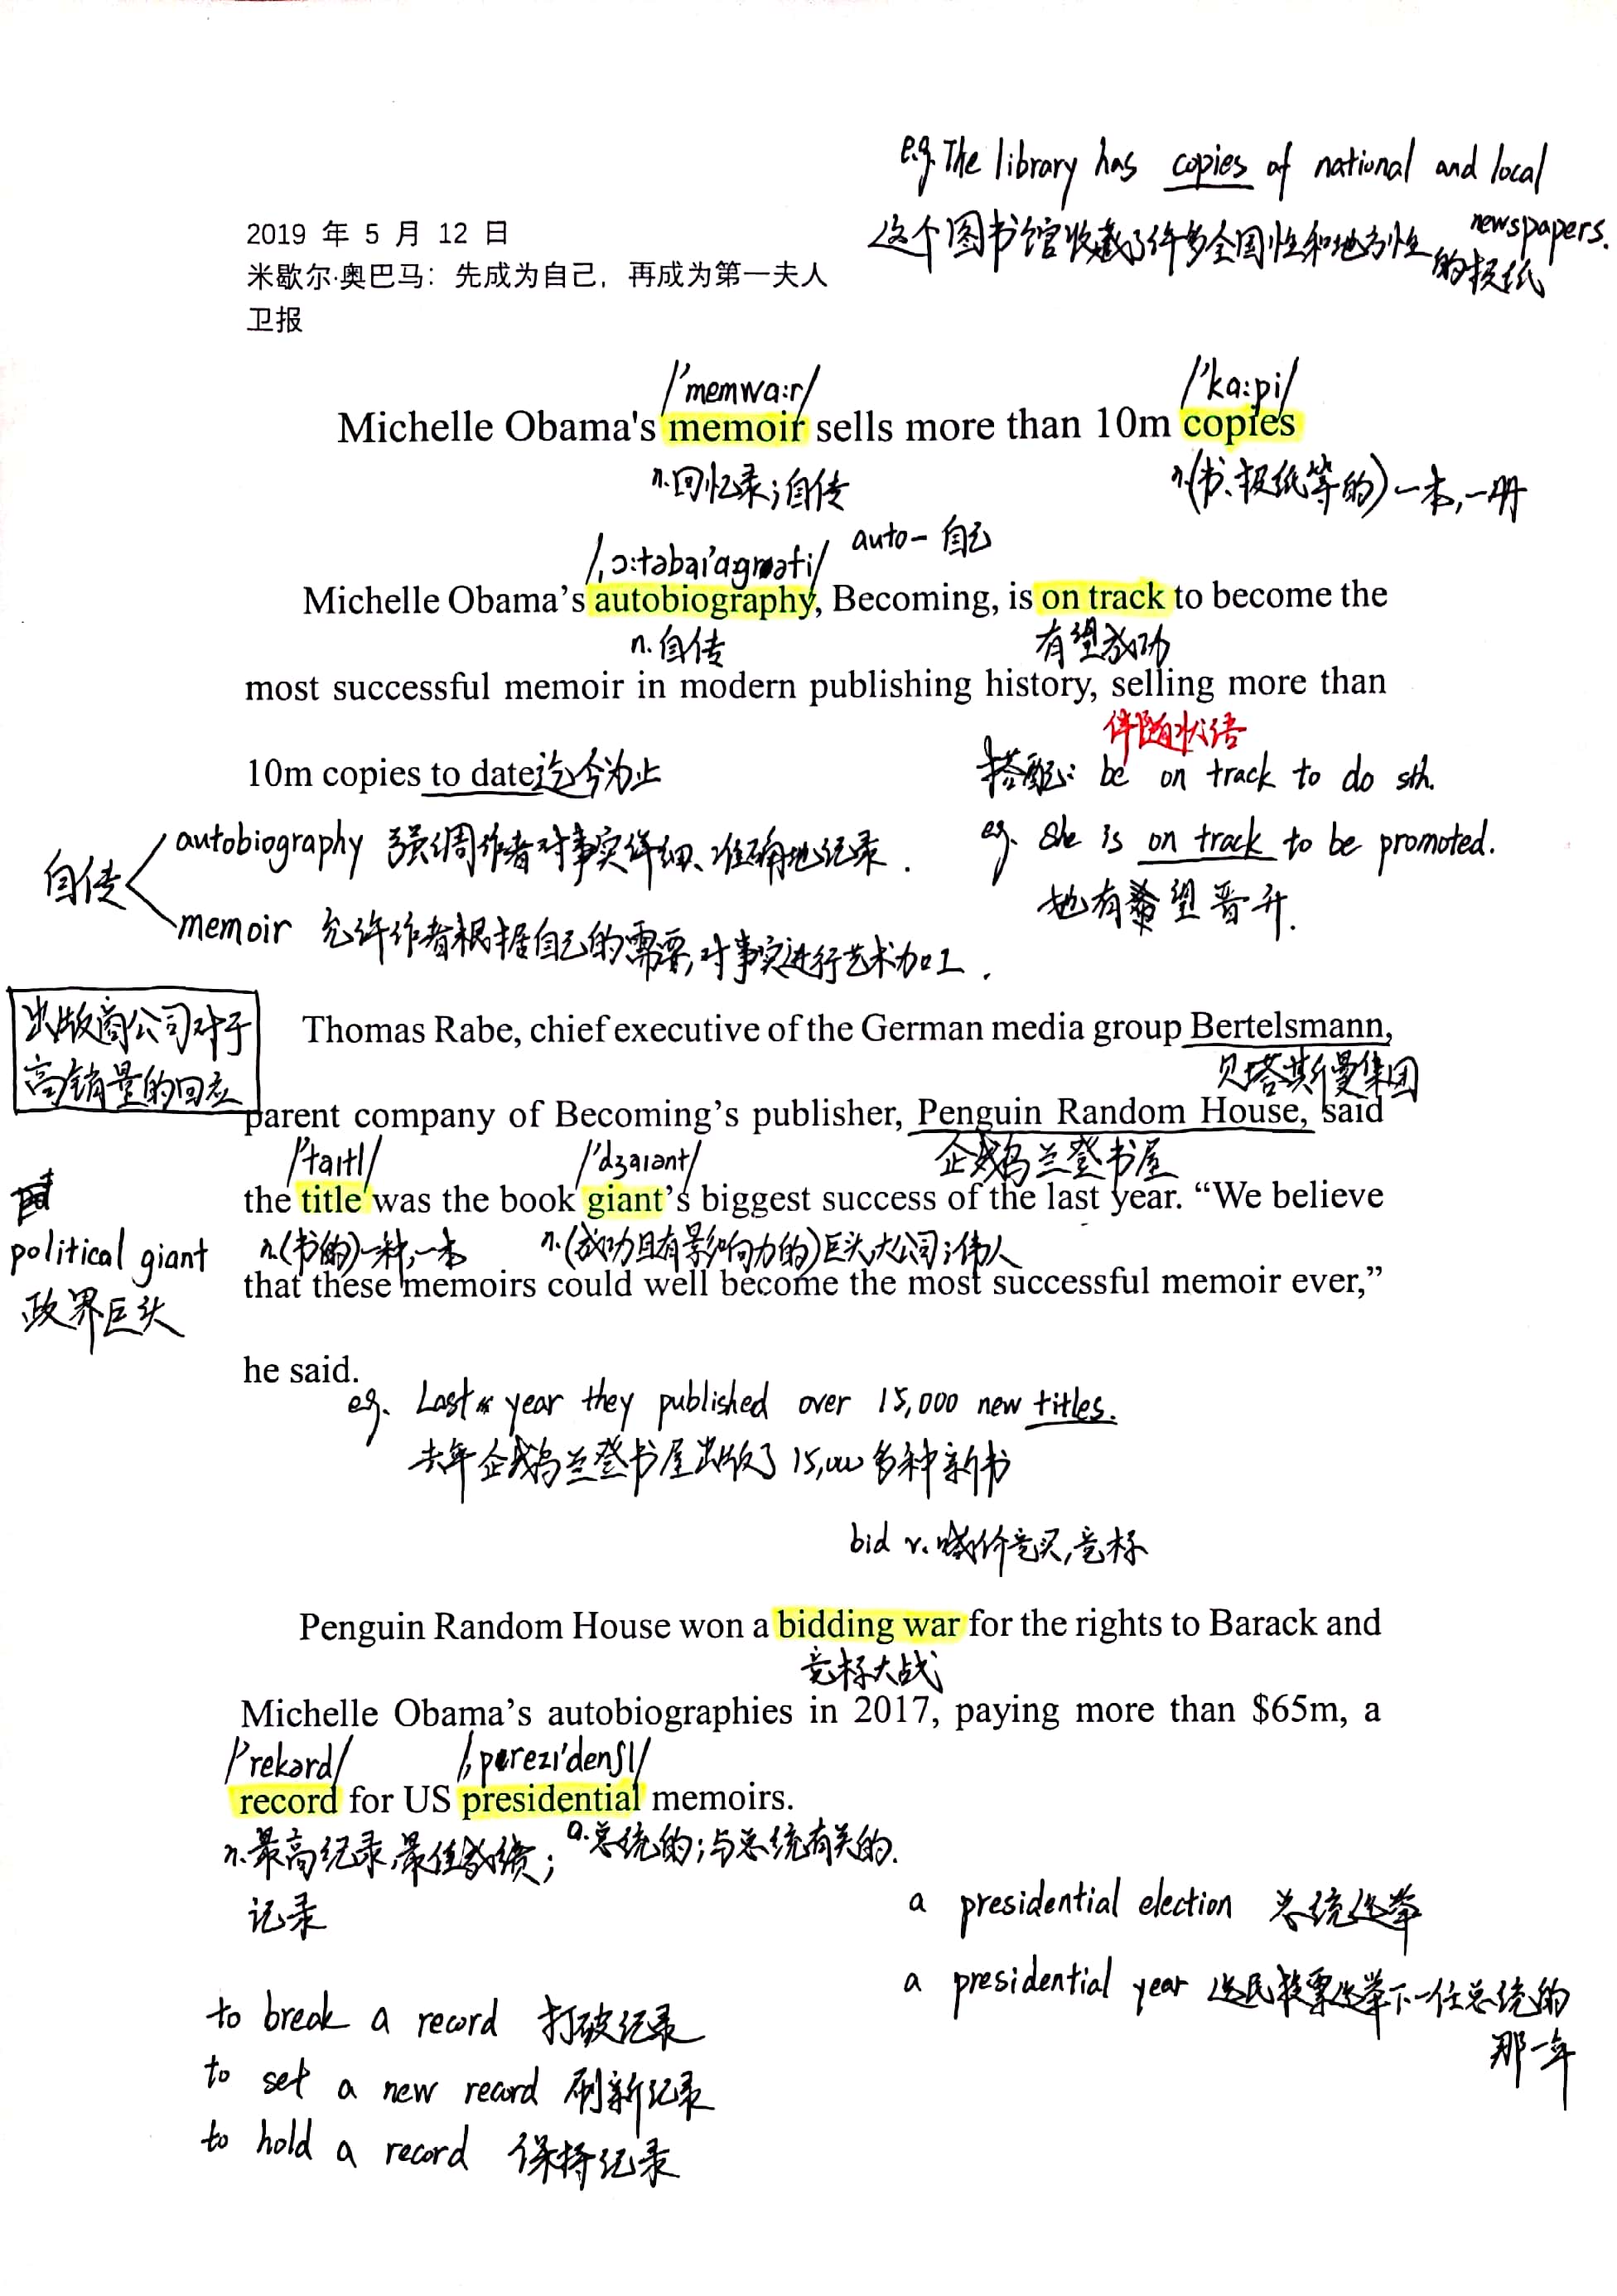 e.g. The library has copies of national and local
newspapers.
这个图书馆收藏了许多全国性和地方性
的报纸
2019 年 5 月 12 日
米歇尔·奥巴马：先成为自己，再成为第一夫人
卫报
/'memwɑ:r/
/'kɑ:pi/
Michelle Obama's memoir sells more than 10m copies
n.回忆录；自传
n.(书、报纸等的)一本,一册
auto- 自己
/ˌɔ:təbaɪ'ɑgrəfi/
Michelle Obama’s autobiography, Becoming, is on track to become the
n.自传
有望成功
most successful memoir in modern publishing history, selling more than
伴随状语
10m copies to date 迄今为止
搭配：be on track to do sth.
autobiography 强调作者对事实详细、准确地纪录.
eg. She is on track to be promoted.
自传
她有希望晋升.
memoir 允许作者根据自己的需要,对事实进行艺术加工.
出版商公司对于
高销量的回应
Thomas Rabe, chief executive of the German media group Bertelsmann,
贝塔斯曼集团
parent company of Becoming’s publisher, Penguin Random House, said
/'taɪtl/
/'dʒaɪənt/
企鹅兰登书屋
the title was the book giant’s biggest success of the last year. “We believe
n.(书的)一种,一本
n.(成功且有影响力的)巨头,大公司；伟人
political giant
政界巨头
that these memoirs could well become the most successful memoir ever,”
he said.
eg. Last year they published over 15,000 new titles.
去年企鹅兰登书屋出版了15,000多种新书
bid v. 喊价竞买,竞标
Penguin Random House won a bidding war for the rights to Barack and
竞标大战
Michelle Obama’s autobiographies in 2017, paying more than $65m, a
/'rekərd/
/ˌprezɪ'denʃl/
record for US presidential memoirs.
n.最高纪录,最佳成绩；
a.总统的；与总统有关的.
记录
a presidential election 总统选举
a presidential year 选民投票选举下一任总统的
那一年
to break a record 打破纪录
to set a new record 刷新纪录
to hold a record 保持纪录